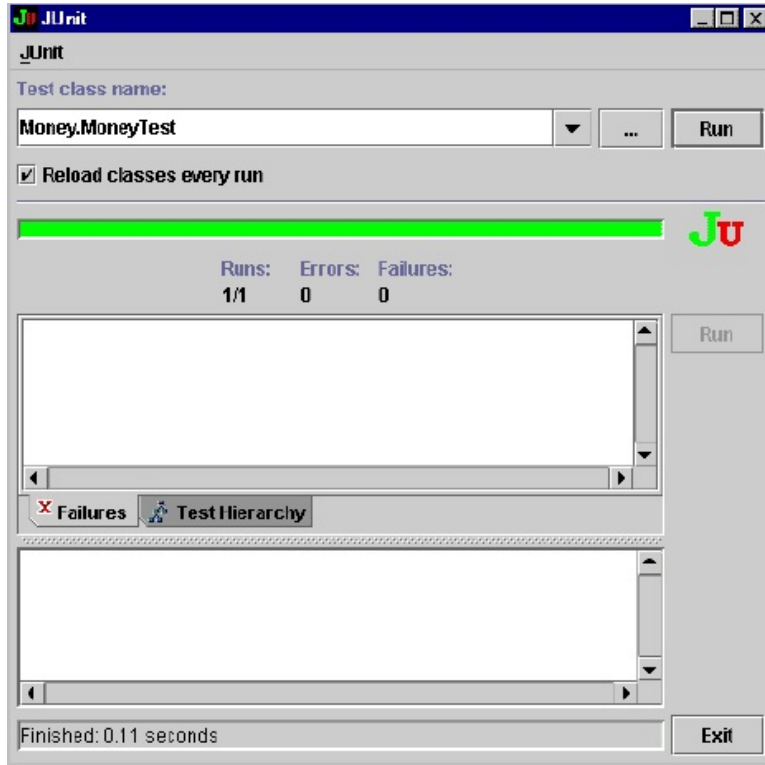 JU JUnit
JUnit
Test class name:
Money.MoneyTest
...
Run
Reload classes every run
JU
Runs: Errors: Failures:
1/1 0 0
Run
x Failures Test Hierarchy
Finished: 0.11 seconds
Exit